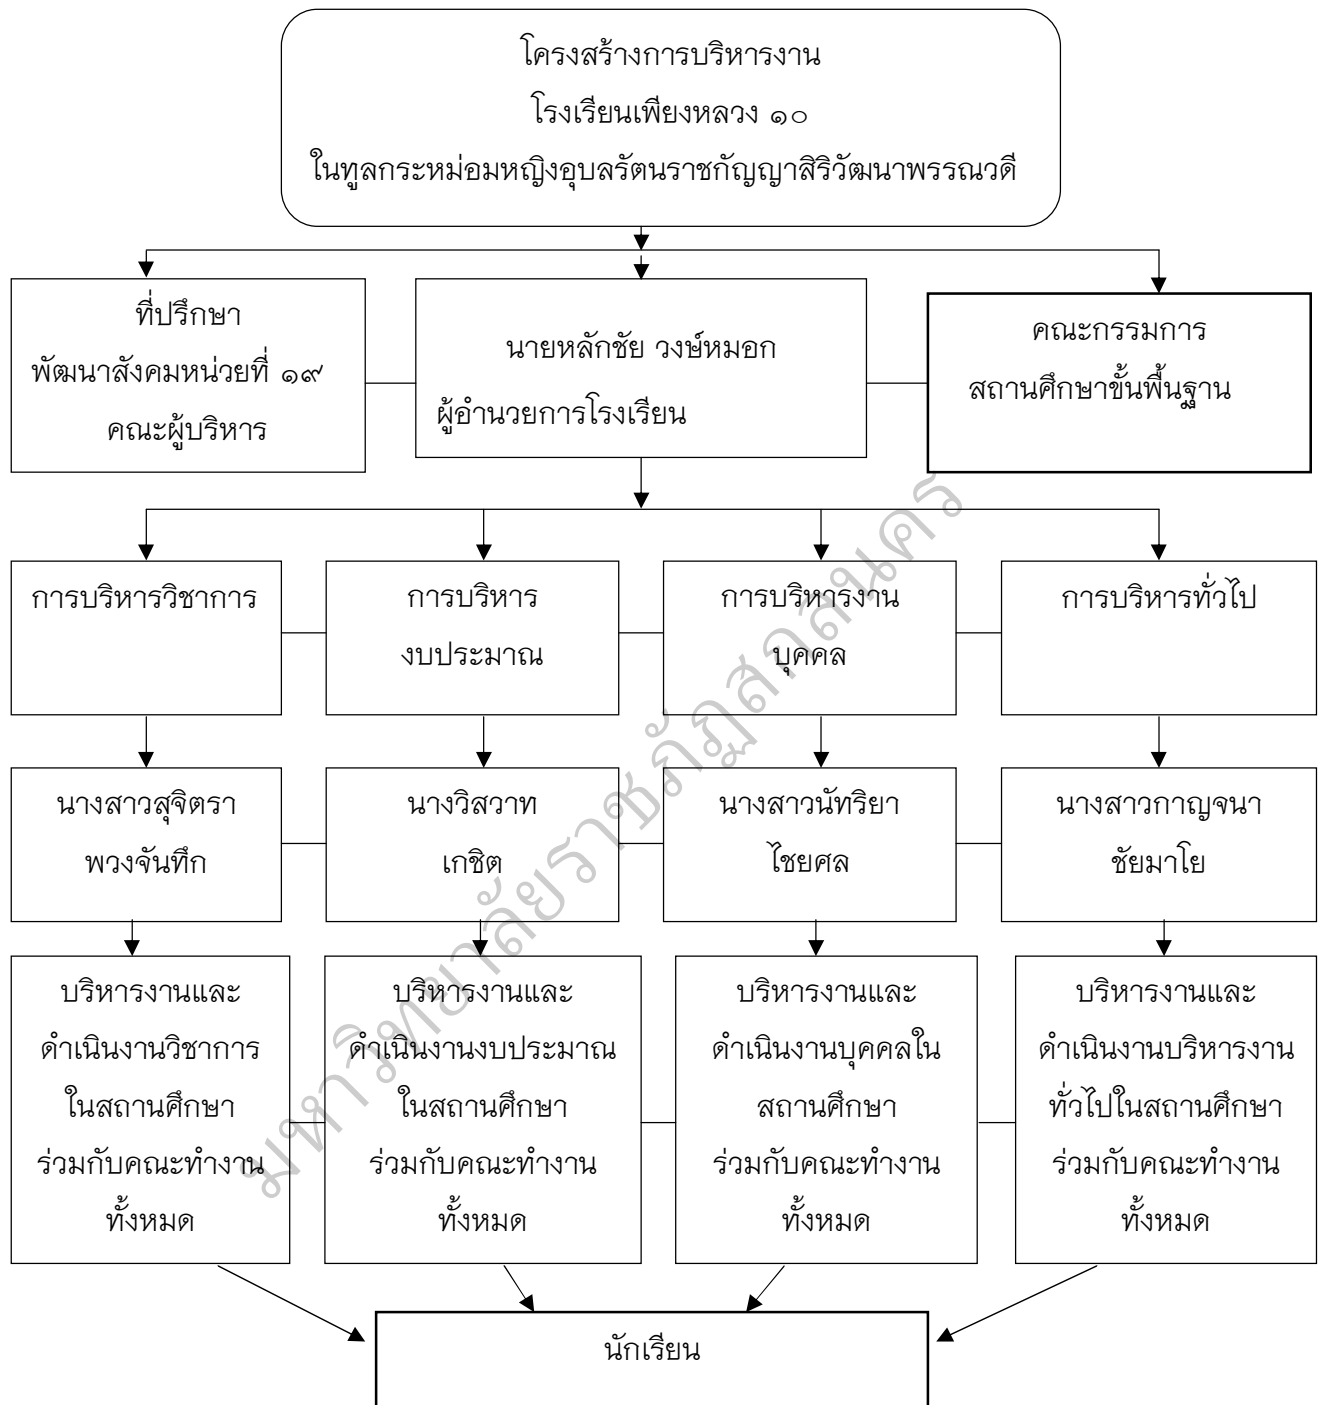 โครงสร้างการบริหารงาน
โรงเรียนเพียงหลวง ๑๐
ในทูลกระหม่อมหญิงอุบลรัตนราชกัญญาสิริวัฒนาพรรณวดี
ที่ปรึกษา
พัฒนาสังคมหน่วยที่ ๑๙
คณะผู้บริหาร
นายหลักชัย วงษ์หมอก
ผู้อำนวยการโรงเรียน
คณะกรรมการ
สถานศึกษาขั้นพื้นฐาน
การบริหารวิชาการ
การบริหาร
งบประมาณ
การบริหารงาน
บุคคล
การบริหารทั่วไป
นางสาวสุจิตรา
พวงจันทึก
นางวิสวาท
เกชิต
นางสาวนัทริยา
ไชยศล
นางสาวกาญจนา
ชัยมาโย
บริหารงานและ
ดำเนินงานวิชาการ
ในสถานศึกษา
ร่วมกับคณะทำงาน
ทั้งหมด
บริหารงานและ
ดำเนินงานงบประมาณ
ในสถานศึกษา
ร่วมกับคณะทำงาน
ทั้งหมด
บริหารงานและ
ดำเนินงานบุคคลใน
สถานศึกษา
ร่วมกับคณะทำงาน
ทั้งหมด
บริหารงานและ
ดำเนินงานบริหารงาน
ทั่วไปในสถานศึกษา
ร่วมกับคณะทำงาน
ทั้งหมด
นักเรียน
มหาวิทยาลัยราชภัฏสกลนคร